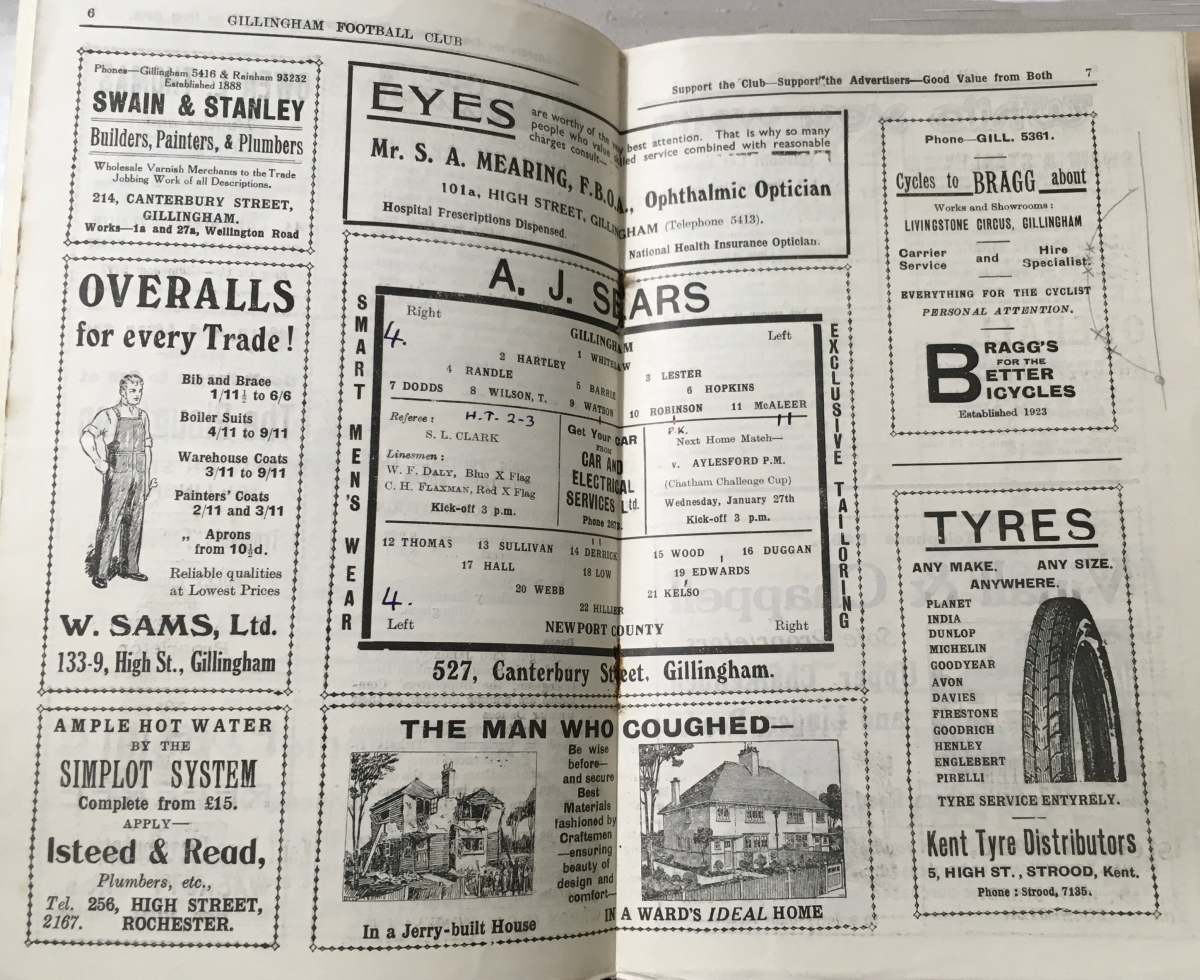 6
GILLINGHAM FOOTBALL CLUB
Phones—Gillingham 5416 & Rainham 93232
Established 1888
SWAIN & STANLEY
Builders, Painters, & Plumbers
Wholesale Varnish Merchants to the Trade
Jobbing Work of all Descriptions.
214, CANTERBURY STREET,
GILLINGHAM.
Works—1a and 27a, Wellington Road
OVERALLS
for every Trade!
Bib and Brace
1/11½ to 6/6
Boiler Suits
4/11 to 9/11
Warehouse Coats
3/11 to 9/11
Painters' Coats
2/11 and 3/11
„ Aprons
from 10½d.
Reliable qualities
at Lowest Prices
W. SAMS, Ltd.
133-9, High St., Gillingham
AMPLE HOT WATER
BY THE
SIMPLOT SYSTEM
Complete from £15.
APPLY—
Isteed & Read,
Plumbers, etc.,
Tel. 256, HIGH STREET,
2167. ROCHESTER.
EYES
are worthy of the best attention. That is why so many
people who value skilled service combined with reasonable
charges consult—
Mr. S. A. MEARING, F.B.O.A., Ophthalmic Optician
101a, HIGH STREET, GILLINGHAM (Telephone 5413).
Hospital Frescriptions Dispensed. National Health Insurance Optician.
A. J. SEARS
SMART MEN'S WEAR
Right
GILLINGHAM
Left
4.
1 WHITELAW
2 HARTLEY 3 LESTER
4 RANDLE 5 BARRIE 6 HOPKINS
7 DODDS 8 WILSON, T. 9 WATSON 10 ROBINSON 11 McALEER
Referee: H.T. 2-3
S. L. CLARK
Linesmen:
W. F. DALY, Blue X Flag
C. H. FLAXMAN, Red X Flag
Kick-off 3 p.m.
Get Your CAR
FROM
CAR AND
ELECTRICAL
SERVICES Ltd.
Phone
P.K. 11
Next Home Match—
v. AYLESFORD P.M.
(Chatham Challenge Cup)
Wednesday, January 27th
Kick-off 3 p.m.
12 THOMAS 13 SULLIVAN 14 DERRICK 15 WOOD 16 DUGGAN
17 HALL 18 LOW 19 EDWARDS
20 WEBB 21 KELSO
22 HILLIER
4.
Left
NEWPORT COUNTY
Right
EXCLUSIVE TAILORING
527, Canterbury Street, Gillingham.
THE MAN WHO COUGHED—
Be wise
before—
and secure
Best
Materials
fashioned by
Craftsmen
—ensuring
beauty of
design and
comfort—
In a Jerry-built House
IN A WARD'S IDEAL HOME
Support the Club—Support the Advertisers—Good Value from Both
7
Phone—GILL. 5361.
Cycles to BRAGG about
Works and Showrooms:
LIVINGSTONE CIRCUS, GILLINGHAM
Carrier Service and Hire Specialist.
EVERYTHING FOR THE CYCLIST
PERSONAL ATTENTION.
BRAGG'S
FOR THE
BETTER
BICYCLES
Established 1923
TYRES
ANY MAKE. ANY SIZE.
ANYWHERE.
PLANET
INDIA
DUNLOP
MICHELIN
GOODYEAR
AVON
DAVIES
FIRESTONE
GOODRICH
HENLEY
ENGLEBERT
PIRELLI
TYRE SERVICE ENTYRELY.
Kent Tyre Distributors
5, HIGH ST., STROOD, Kent.
Phone: Strood, 7135.